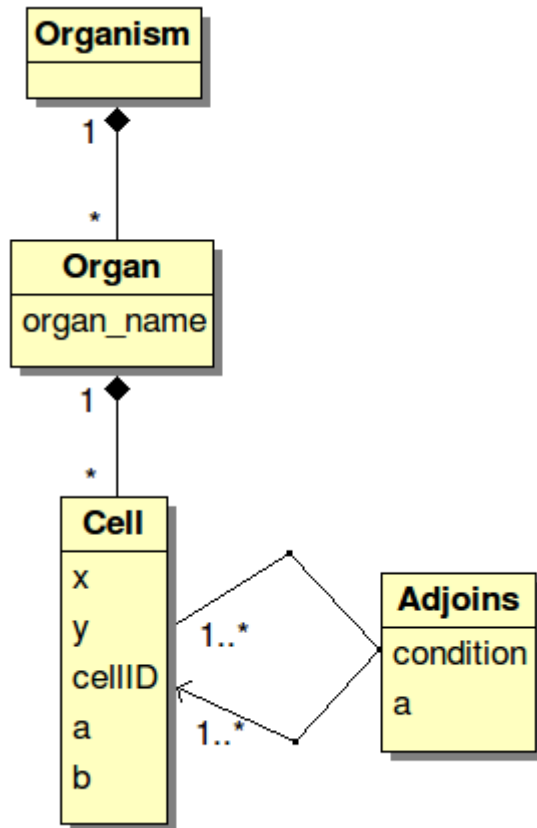 Organism
1
*
Organ
organ_name
1
*
Cell
x
y
cellID
a
b
1..*
1..*
Adjoins
condition
a